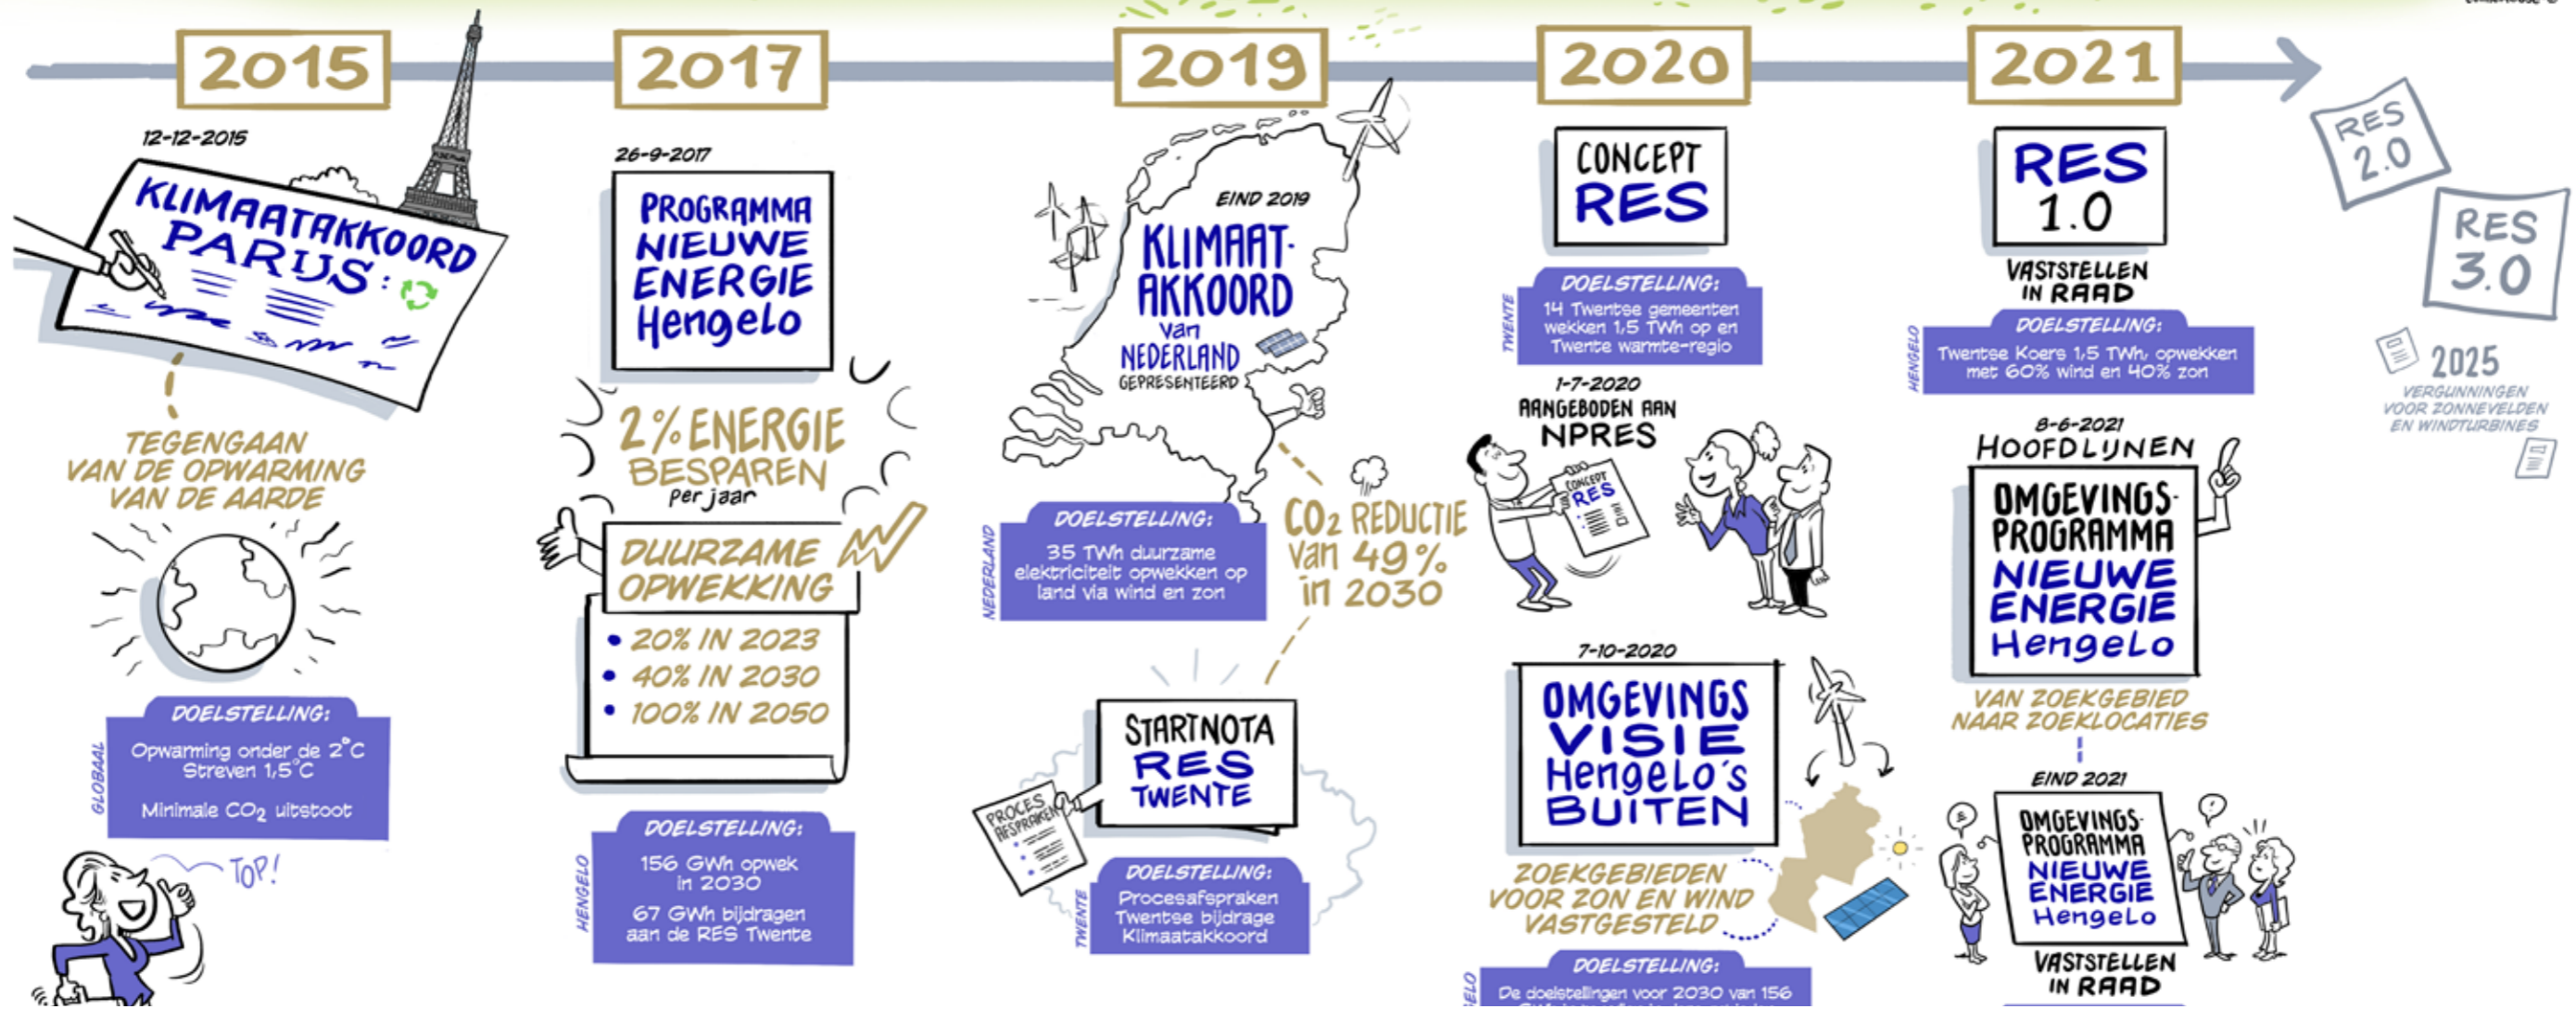 2015
12-12-2015
KLIMAATAKKOORD
PARIJS:
TEGENGAAN
VAN DE OPWARMING
VAN DE AARDE
GLOBAAL
DOELSTELLING:
Opwarming onder de 2°C
Streven 1,5°C
Minimale CO2 uitstoot
TOP!
2017
26-9-2017
PROGRAMMA
NIEUWE
ENERGIE
Hengelo
2% ENERGIE
BESPAREN
per jaar
DUURZAME
OPWEKKING
• 20% IN 2023
• 40% IN 2030
• 100% IN 2050
HENGELO
DOELSTELLING:
156 GWh opwek
in 2030
67 GWh bijdragen
aan de RES Twente
2019
EIND 2019
KLIMAAT-
AKKOORD
van
NEDERLAND
GEPRESENTEERD
NEDERLAND
DOELSTELLING:
35 TWh duurzame
elektriciteit opwekken op
land via wind en zon
CO2 REDUCTIE
van 49%
in 2030
STARTNOTA
RES
TWENTE
PROCES
AFSPRAKEN
TWENTE
DOELSTELLING:
Procesafspraken
Twentse bijdrage
Klimaatakkoord
2020
CONCEPT
RES
TWENTE
DOELSTELLING:
14 Twentse gemeenten
wekken 1,5 TWh op en
Twente warmte-regio
1-7-2020
AANGEBODEN AAN
NPRES
CONCEPT
RES
7-10-2020
OMGEVINGS
VISIE
Hengelo's
BUITEN
ZOEKGEBIEDEN
VOOR ZON EN WIND
VASTGESTELD
ELO
DOELSTELLING:
De doelstellingen voor 2030 van 156
2021
RES
1.0
VASTSTELLEN
IN RAAD
HENGELO
DOELSTELLING:
Twentse Koers 1,5 TWh, opwekken
met 60% wind en 40% zon
8-6-2021
HOOFDLIJNEN
OMGEVINGS-
PROGRAMMA
NIEUWE
ENERGIE
Hengelo
VAN ZOEKGEBIED
NAAR ZOEKLOCATIES
EIND 2021
OMGEVINGS-
PROGRAMMA
NIEUWE
ENERGIE
Hengelo
VASTSTELLEN
IN RAAD
RES
2.0
RES
3.0
2025
VERGUNNINGEN
VOOR ZONNEVELDEN
EN WINDTURBINES